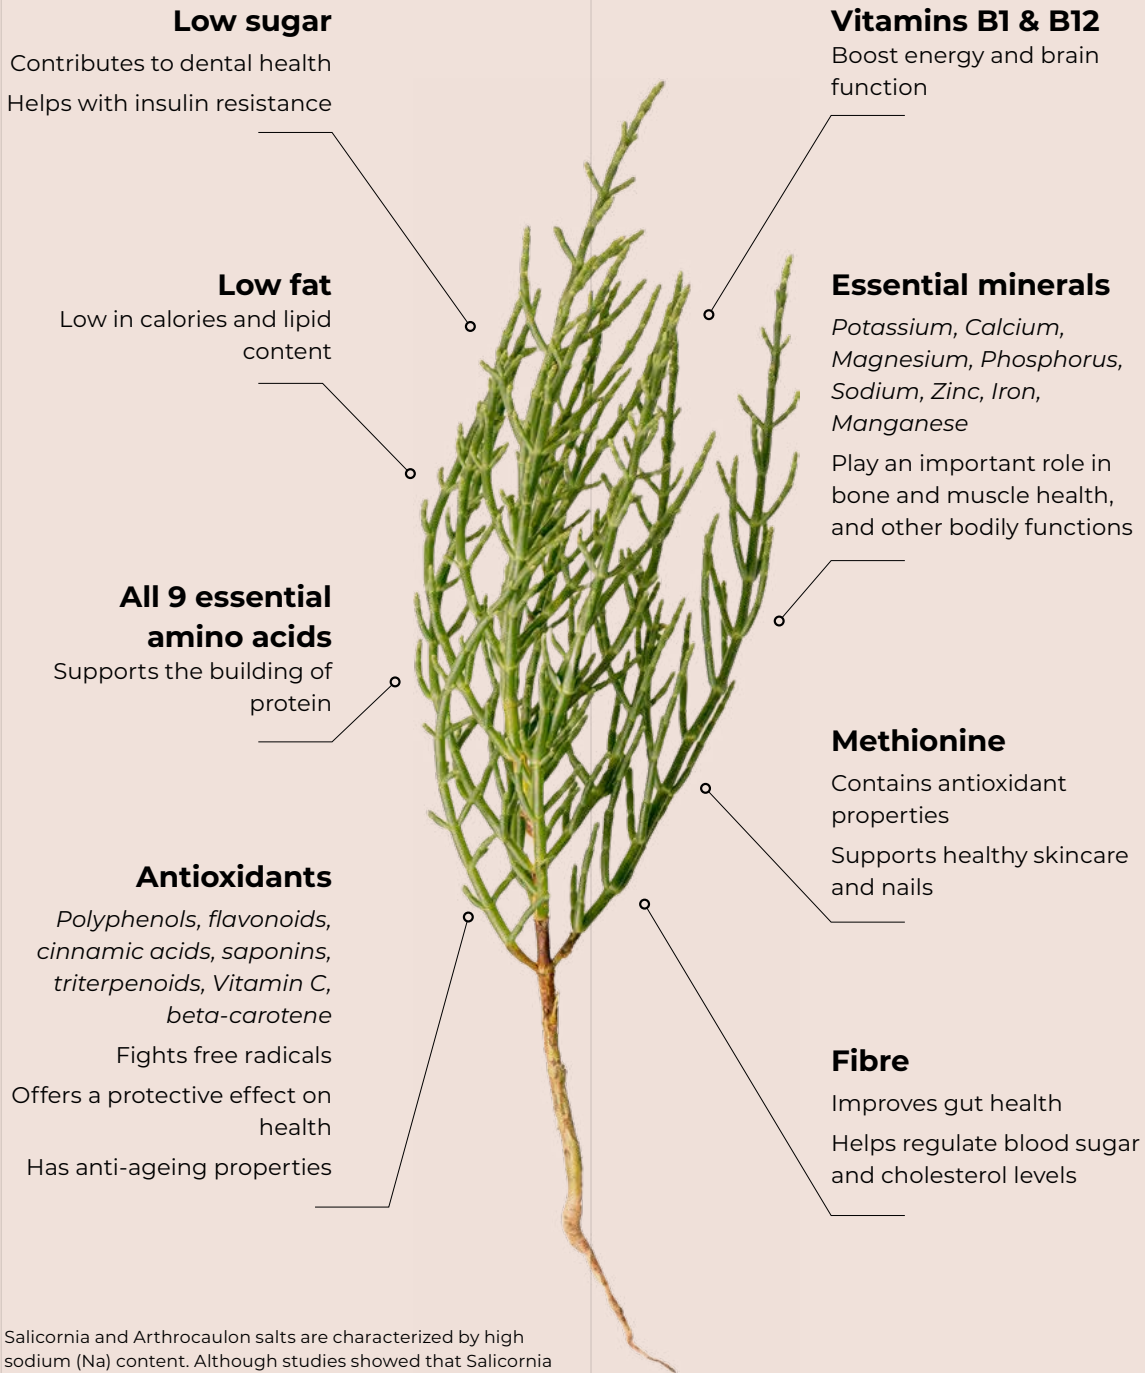 Low sugar
Contributes to dental health
Helps with insulin resistance
Low fat
Low in calories and lipid
content
All 9 essential
amino acids
Supports the building of
protein
Antioxidants
Polyphenols, flavonoids,
cinnamic acids, saponins,
triterpenoids, Vitamin C,
beta-carotene
Fights free radicals
Offers a protective effect on
health
Has anti-ageing properties
Vitamins B1 & B12
Boost energy and brain
function
Essential minerals
Potassium, Calcium,
Magnesium, Phosphorus,
Sodium, Zinc, Iron,
Manganese
Play an important role in
bone and muscle health,
and other bodily functions
Methionine
Contains antioxidant
properties
Supports healthy skincare
and nails
Fibre
Improves gut health
Helps regulate blood sugar
and cholesterol levels
Salicornia and Arthrocaulon salts are characterized by high
sodium (Na) content. Although studies showed that Salicornia